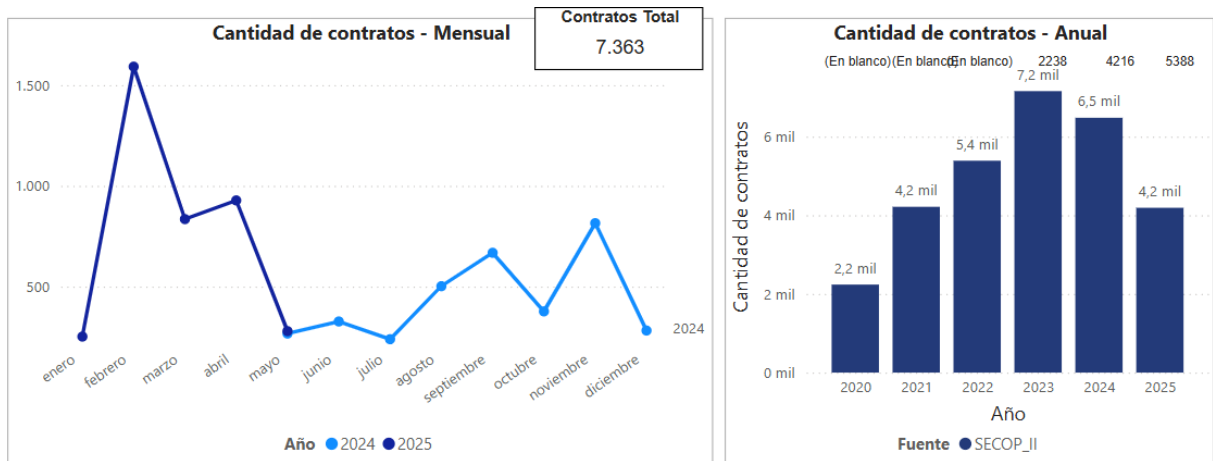 Cantidad de contratos - Mensual
Contratos Total
7.363
1.500
1.000
500
enero
febrero
marzo
abril
mayo
junio
julio
agosto
septiembre
octubre
noviembre
diciembre
2024
Año 2024 2025
Cantidad de contratos - Anual
(En blanco) (En blanco) (En blanco) 2238 4216 5388
Cantidad de contratos
6 mil
4 mil
2 mil
0 mil
2,2 mil
4,2 mil
5,4 mil
7,2 mil
6,5 mil
4,2 mil
2020 2021 2022 2023 2024 2025
Año
Fuente SECOP_II